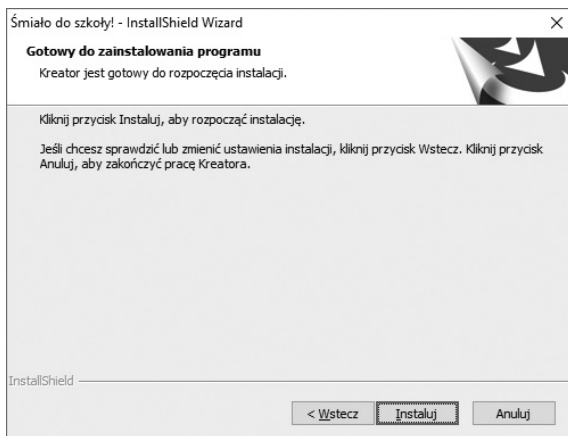 Śmiało do szkoły! - InstallShield Wizard
Gotowy do zainstalowania programu
Kreator jest gotowy do rozpoczęcia instalacji.
Kliknij przycisk Instaluj, aby rozpocząć instalację.
Jeśli chcesz sprawdzić lub zmienić ustawienia instalacji, kliknij przycisk Wstecz. Kliknij przycisk
Anuluj, aby zakończyć pracę Kreatora.
InstallShield
< Wstecz Instaluj Anuluj